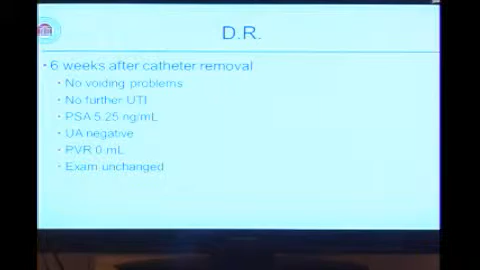 D.R.
• 6 weeks after catheter removal
• No voiding problems
• No further UTI
• PSA 5.25 ng/mL
• UA negative
• PVR 0 mL
• Exam unchanged